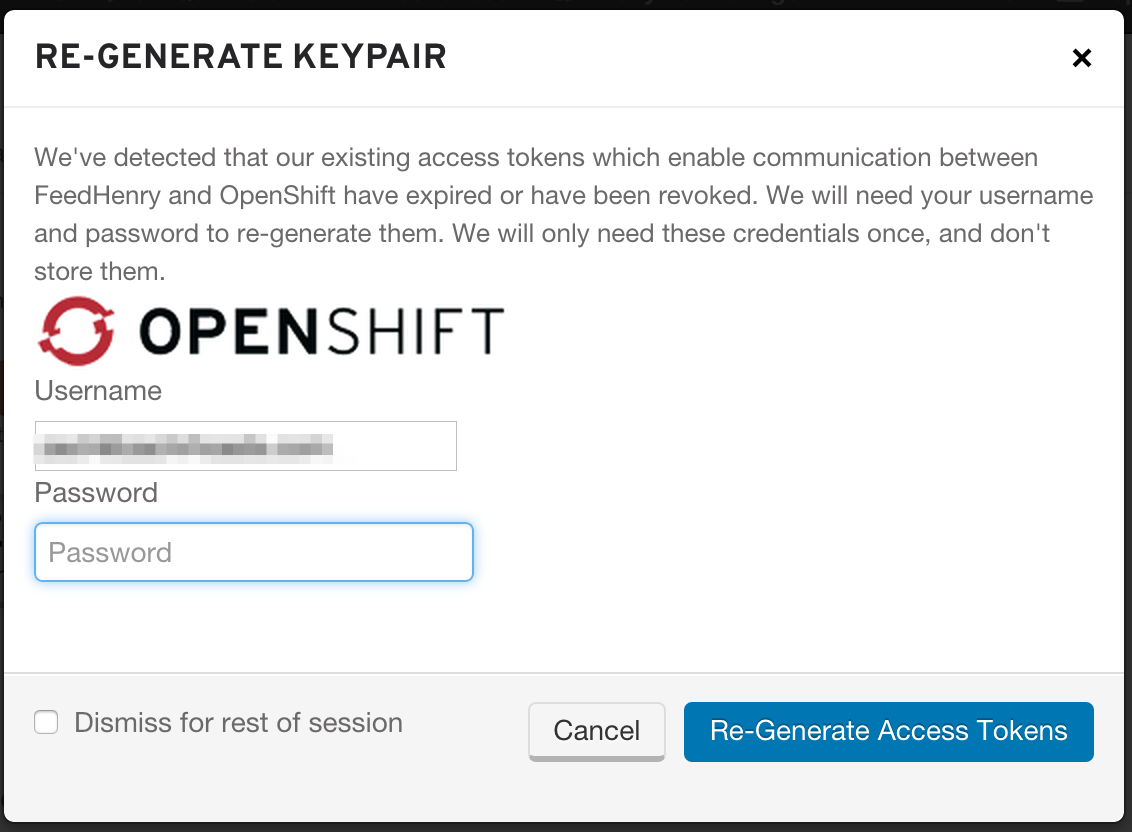 RE-GENERATE KEYPAIR
We've detected that our existing access tokens which enable communication between
FeedHenry and OpenShift have expired or have been revoked. We will need your username
and password to re-generate them. We will only need these credentials once, and don't
store them.
OPENSHIFT
Username
Password
Password
Dismiss for rest of session
Cancel
Re-Generate Access Tokens